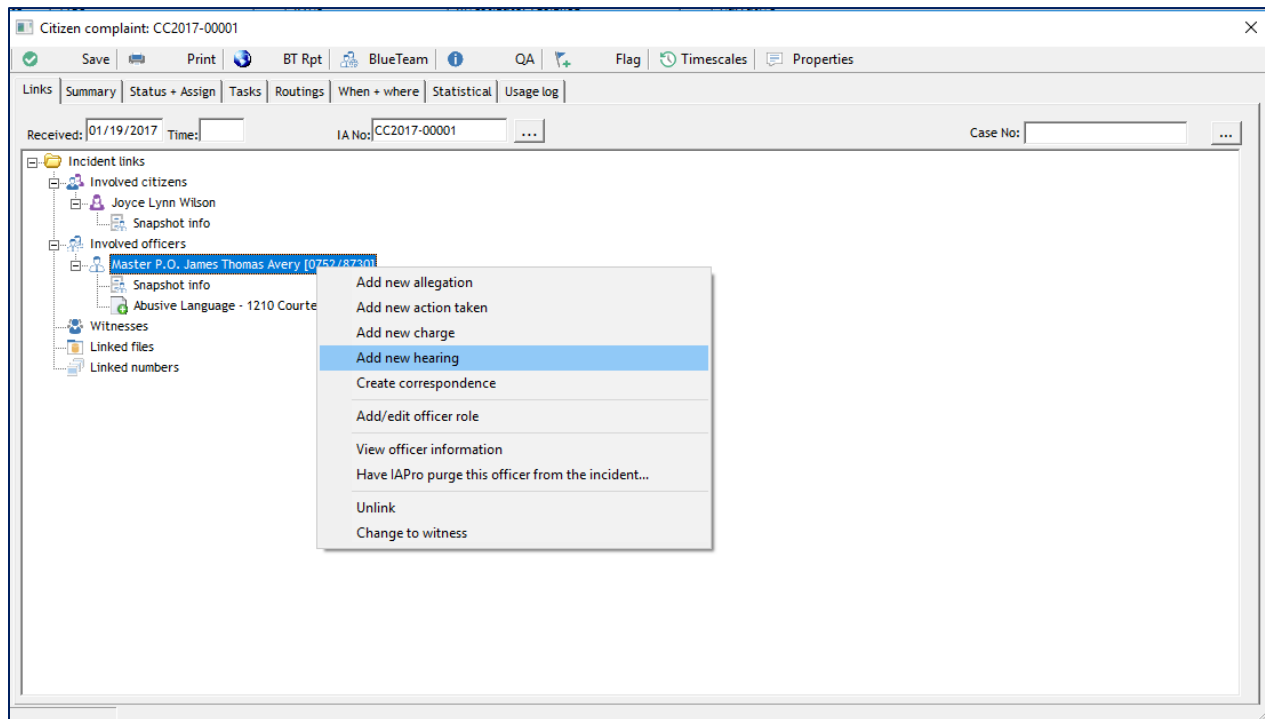 Citizen complaint: CC2017-00001
Save Print BT Rpt BlueTeam QA Flag Timescales Properties
Links Summary Status + Assign Tasks Routings When + where Statistical Usage log
Received: 01/19/2017 Time: IA No: CC2017-00001 ... Case No: ...
Incident links
Involved citizens
Joyce Lynn Wilson
Snapshot info
Involved officers
Master P.O. James Thomas Avery [0752/8730]
Snapshot info
Abusive Language - 1210 Courte
Witnesses
Linked files
Linked numbers
Add new allegation
Add new action taken
Add new charge
Add new hearing
Create correspondence
Add/edit officer role
View officer information
Have IAPro purge this officer from the incident...
Unlink
Change to witness